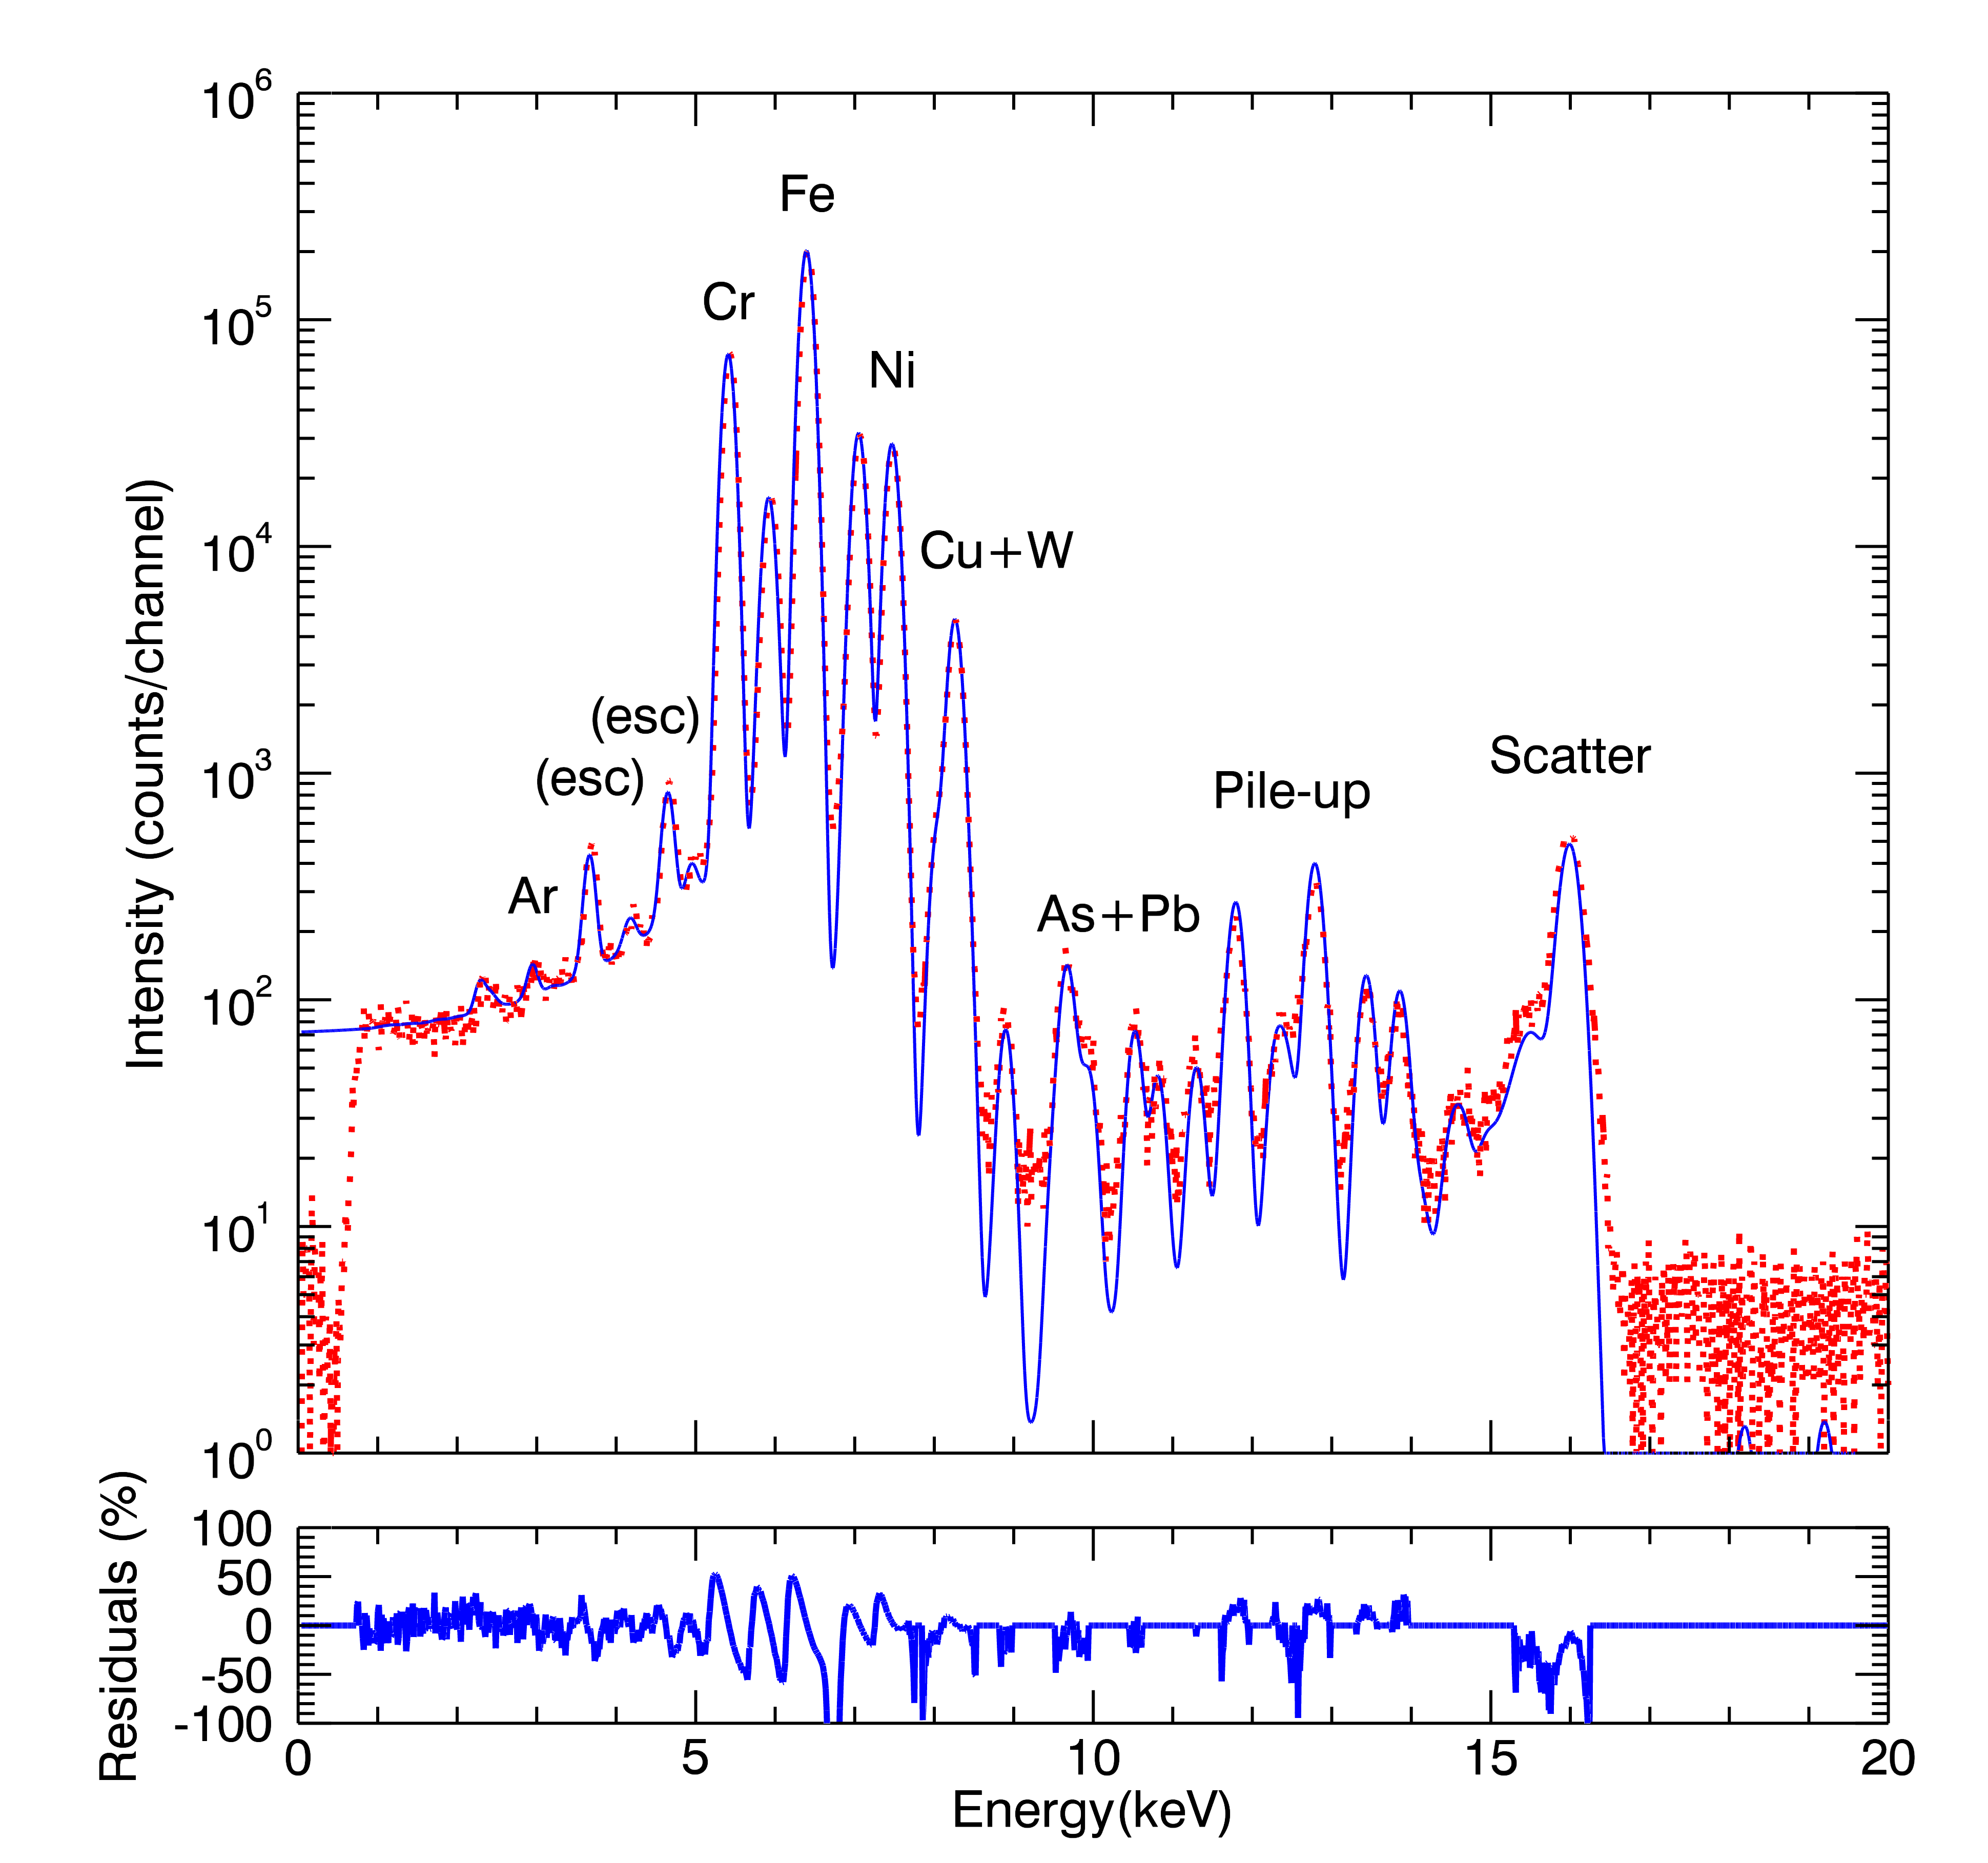 10⁶
Fe
Cr
10⁵
Ni
Cu+W
10⁴
(esc)
(esc)
10³
Scatter
Pile-up
Ar
As+Pb
10²
10¹
10⁰
Intensity (counts/channel)
100
50
0
-50
-100
Residuals (%)
0 5 10 15 20
Energy(keV)